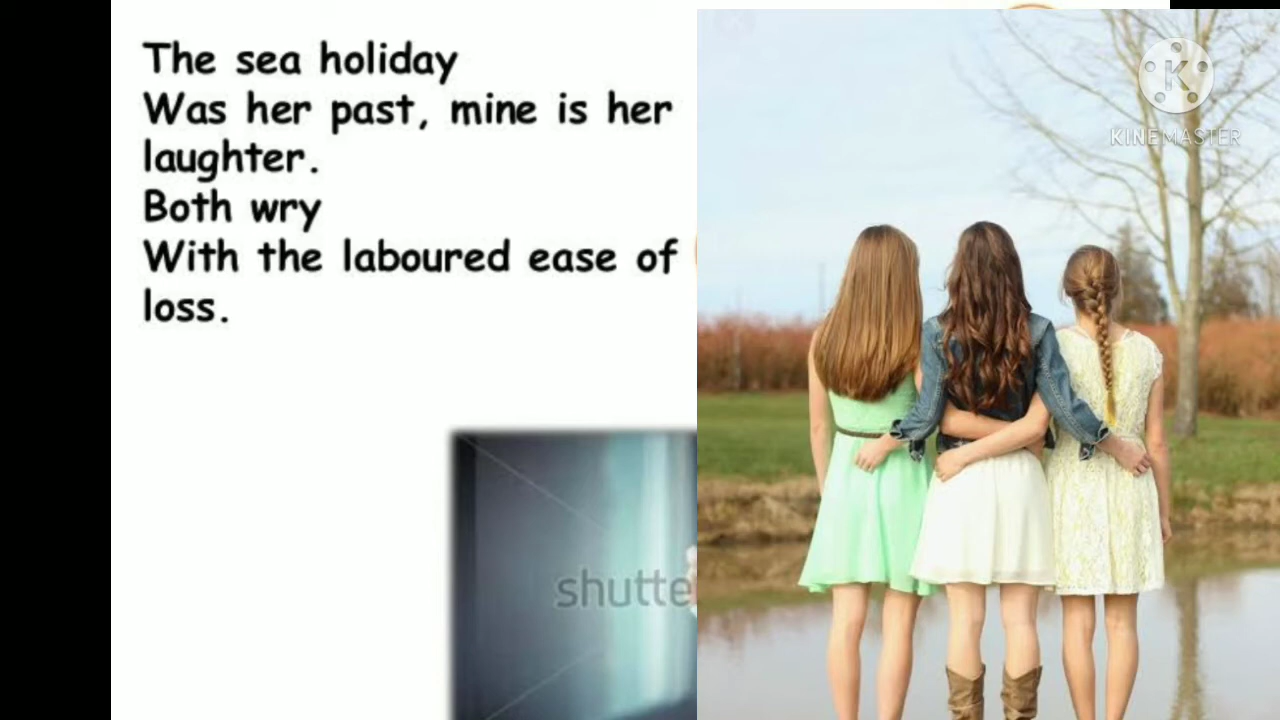 The sea holiday
Was her past, mine is her
laughter.
Both wry
With the laboured ease of
loss.
shutte
KINEMASTER